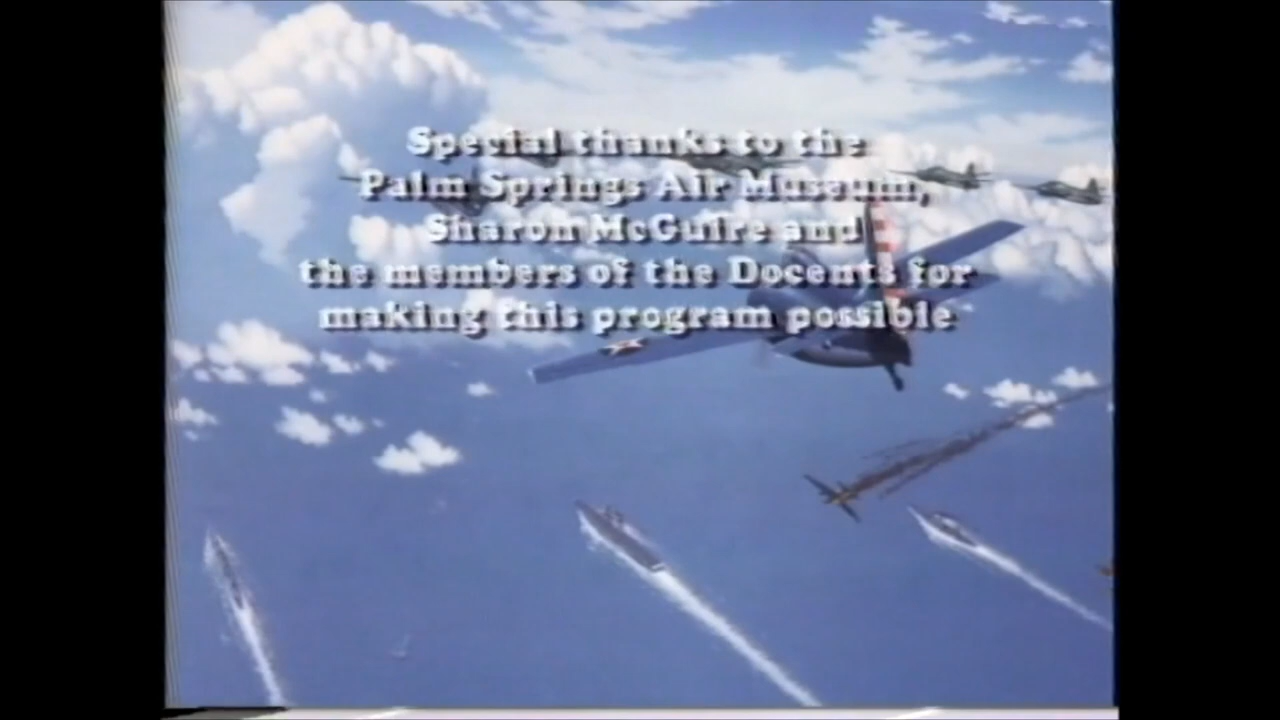 Special thanks to the
Palm Springs Air Museum,
Sharon McGuire and
the members of the Docents for
making this program possible